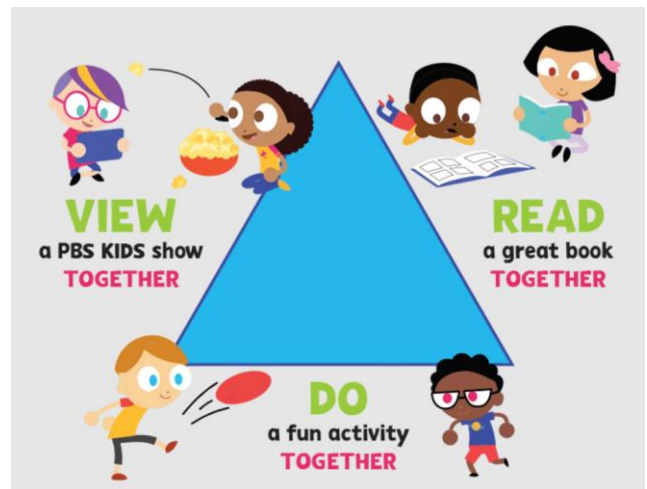 VIEW
a PBS KIDS show
TOGETHER
READ
a great book
TOGETHER
DO
a fun activity
TOGETHER